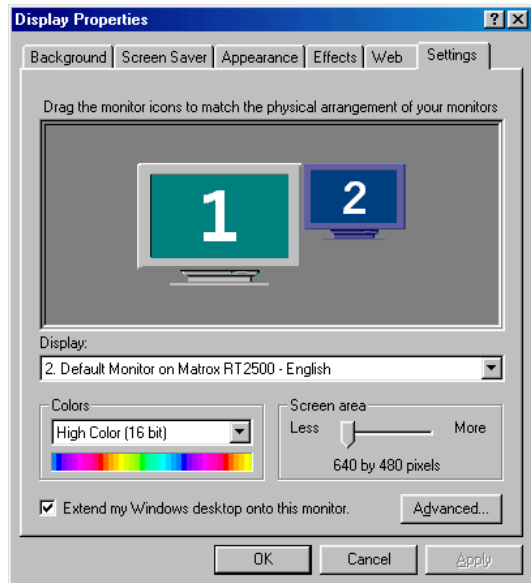 Display Properties
Background Screen Saver Appearance Effects Web Settings
Drag the monitor icons to match the physical arrangement of your monitors
1 2
Display:
2. Default Monitor on Matrox RT2500 - English
Colors
High Color (16 bit)
Screen area
Less More
640 by 480 pixels
Extend my Windows desktop onto this monitor.
Advanced...
OK Cancel Apply